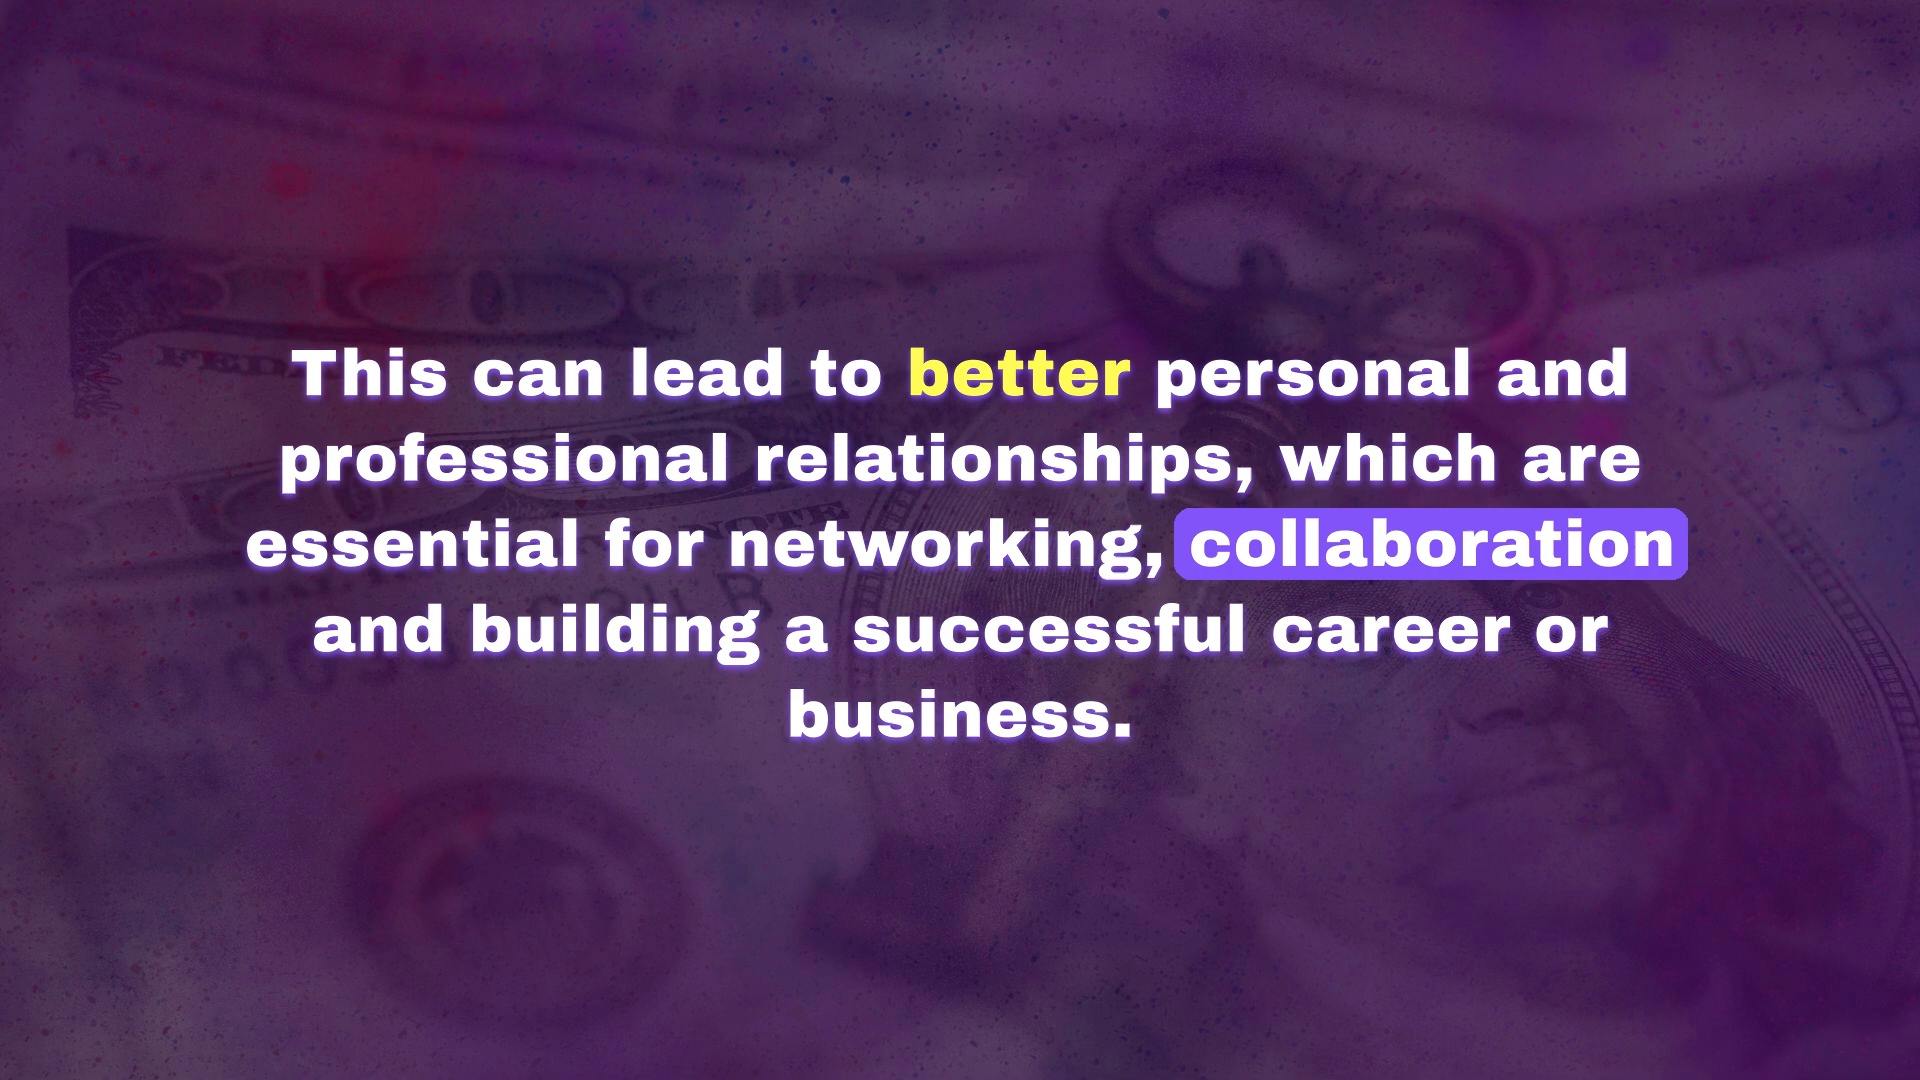 This can lead to better personal and
professional relationships, which are
essential for networking, collaboration
and building a successful career or
business.